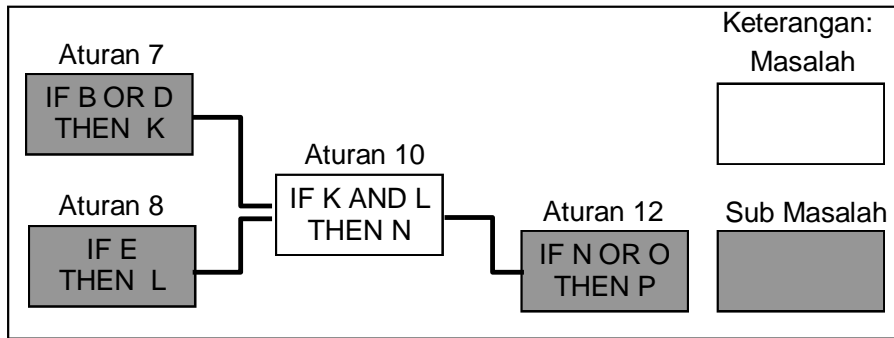 Keterangan:
Masalah
Aturan 7
IF B OR D
THEN K
Aturan 10
IF K AND L
THEN N
Aturan 8
IF E
THEN L
Aturan 12
IF N OR O
THEN P
Sub Masalah